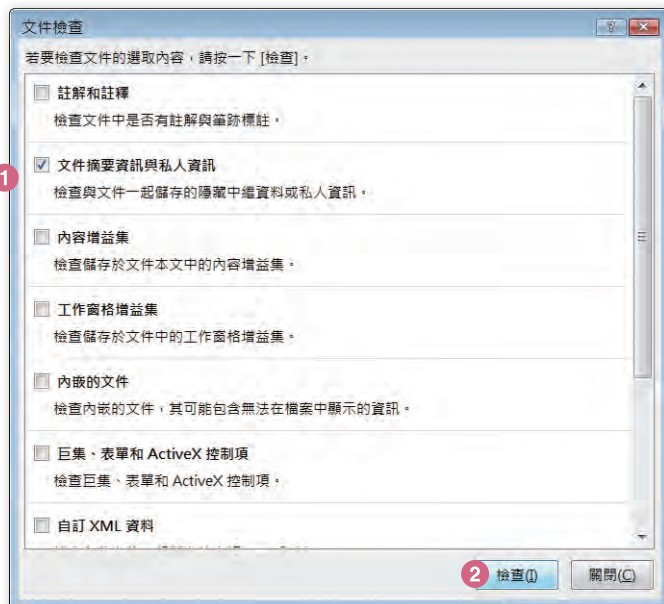 文件檢查
若要檢查文件的選取內容，請按一下 [檢查]。
註解和註釋
檢查文件中是否有註解與筆跡標註。
1
文件摘要資訊與私人資訊
檢查與文件一起儲存的隱藏中繼資料或私人資訊。
內容增益集
檢查儲存於文件本文中的內容增益集。
工作窗格增益集
檢查儲存於文件中的工作窗格增益集。
內嵌的文件
檢查內嵌的文件，其可能包含無法在檔案中顯示的資訊。
巨集、表單和 ActiveX 控制項
檢查巨集、表單和 ActiveX 控制項。
自訂 XML 資料
2 檢查(I) 關閉(C)